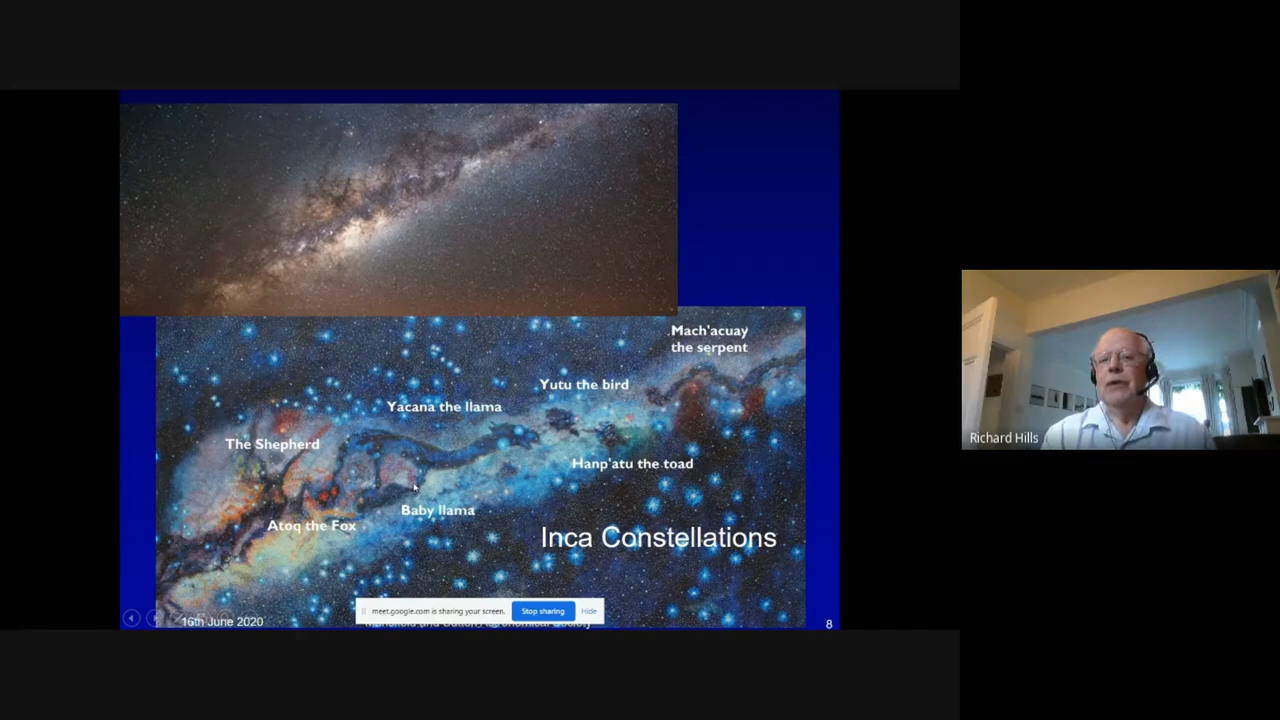 Mach'acuay
the serpent
Yutu the bird
Yacana the llama
The Shepherd
Hanp'atu the toad
Baby llama
Atoq the Fox
Inca Constellations
meet.google.com is sharing your screen.
Stop sharing
Hide
16th June 2020
Society
8
Richard Hills